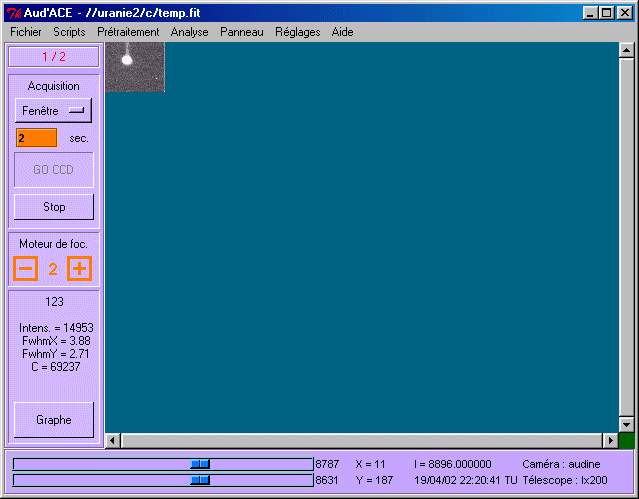 Aud'ACE - //uranie2/c/temp.fit
Fichier Scripts Prétraitement Analyse Panneau Réglages Aide
1 / 2
Acquisition
Fenêtre
2 sec.
GO CCD
Stop
Moteur de foc.
2
123
Intens. = 14953
FwhmX = 3.88
FwhmY = 2.71
C = 69237
Graphe
8787 X = 11 I = 8896.000000 Caméra : audine
8631 Y = 187 19/04/02 22:20:41 TU Télescope : lx200